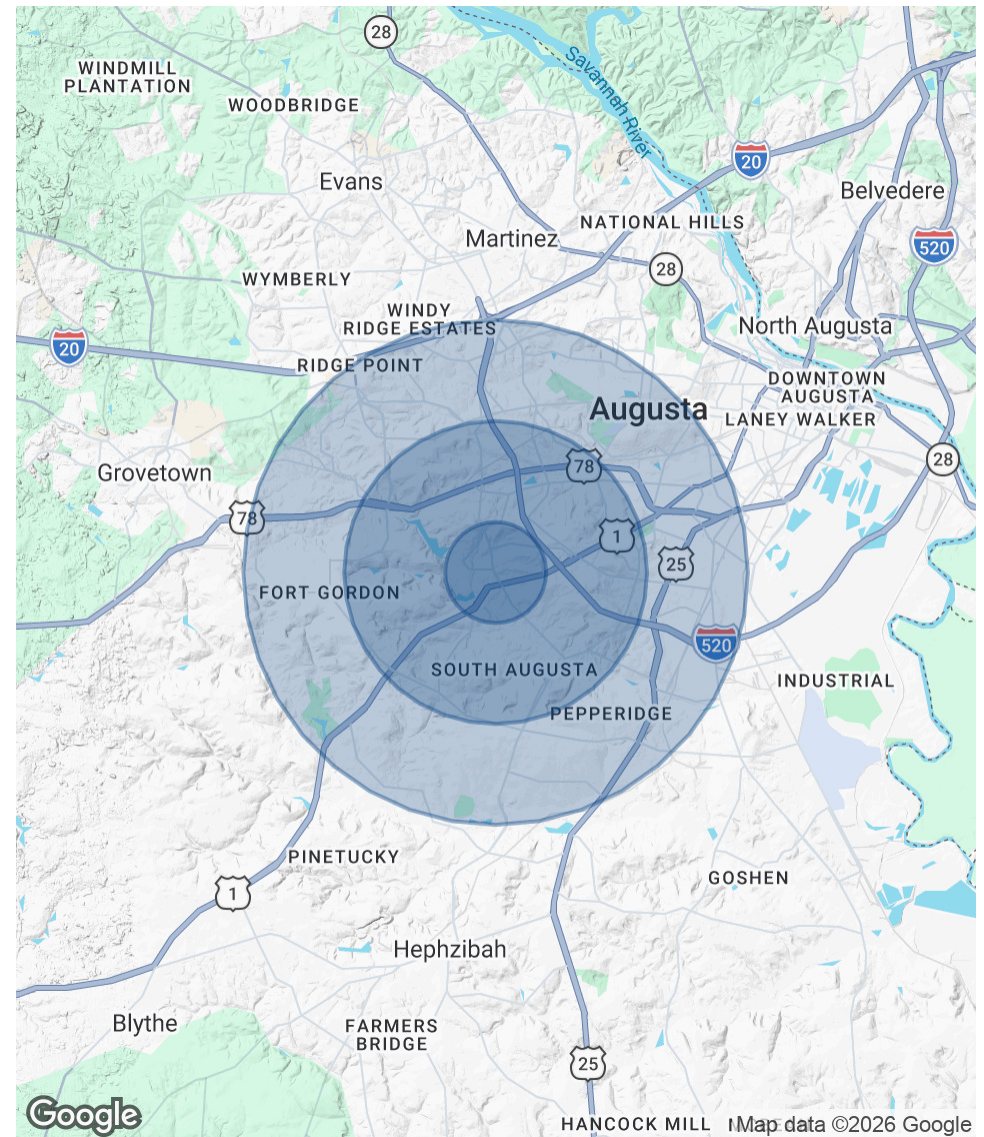 28
WINDMILL
PLANTATION
WOODBRIDGE
Savannah River
20
Evans
Belvedere
NATIONAL HILLS
Martinez
520
28
WYMBERLY
WINDY
RIDGE ESTATES
North Augusta
20
RIDGE POINT
DOWNTOWN
AUGUSTA
Augusta
LANEY WALKER
Grovetown
78
28
78
1
25
FORT GORDON
520
SOUTH AUGUSTA
INDUSTRIAL
PEPPERIDGE
PINETUCKY
GOSHEN
1
Hephzibah
Blythe
FARMERS
BRIDGE
25
Google
HANCOCK MILL
Map data ©2026 Google